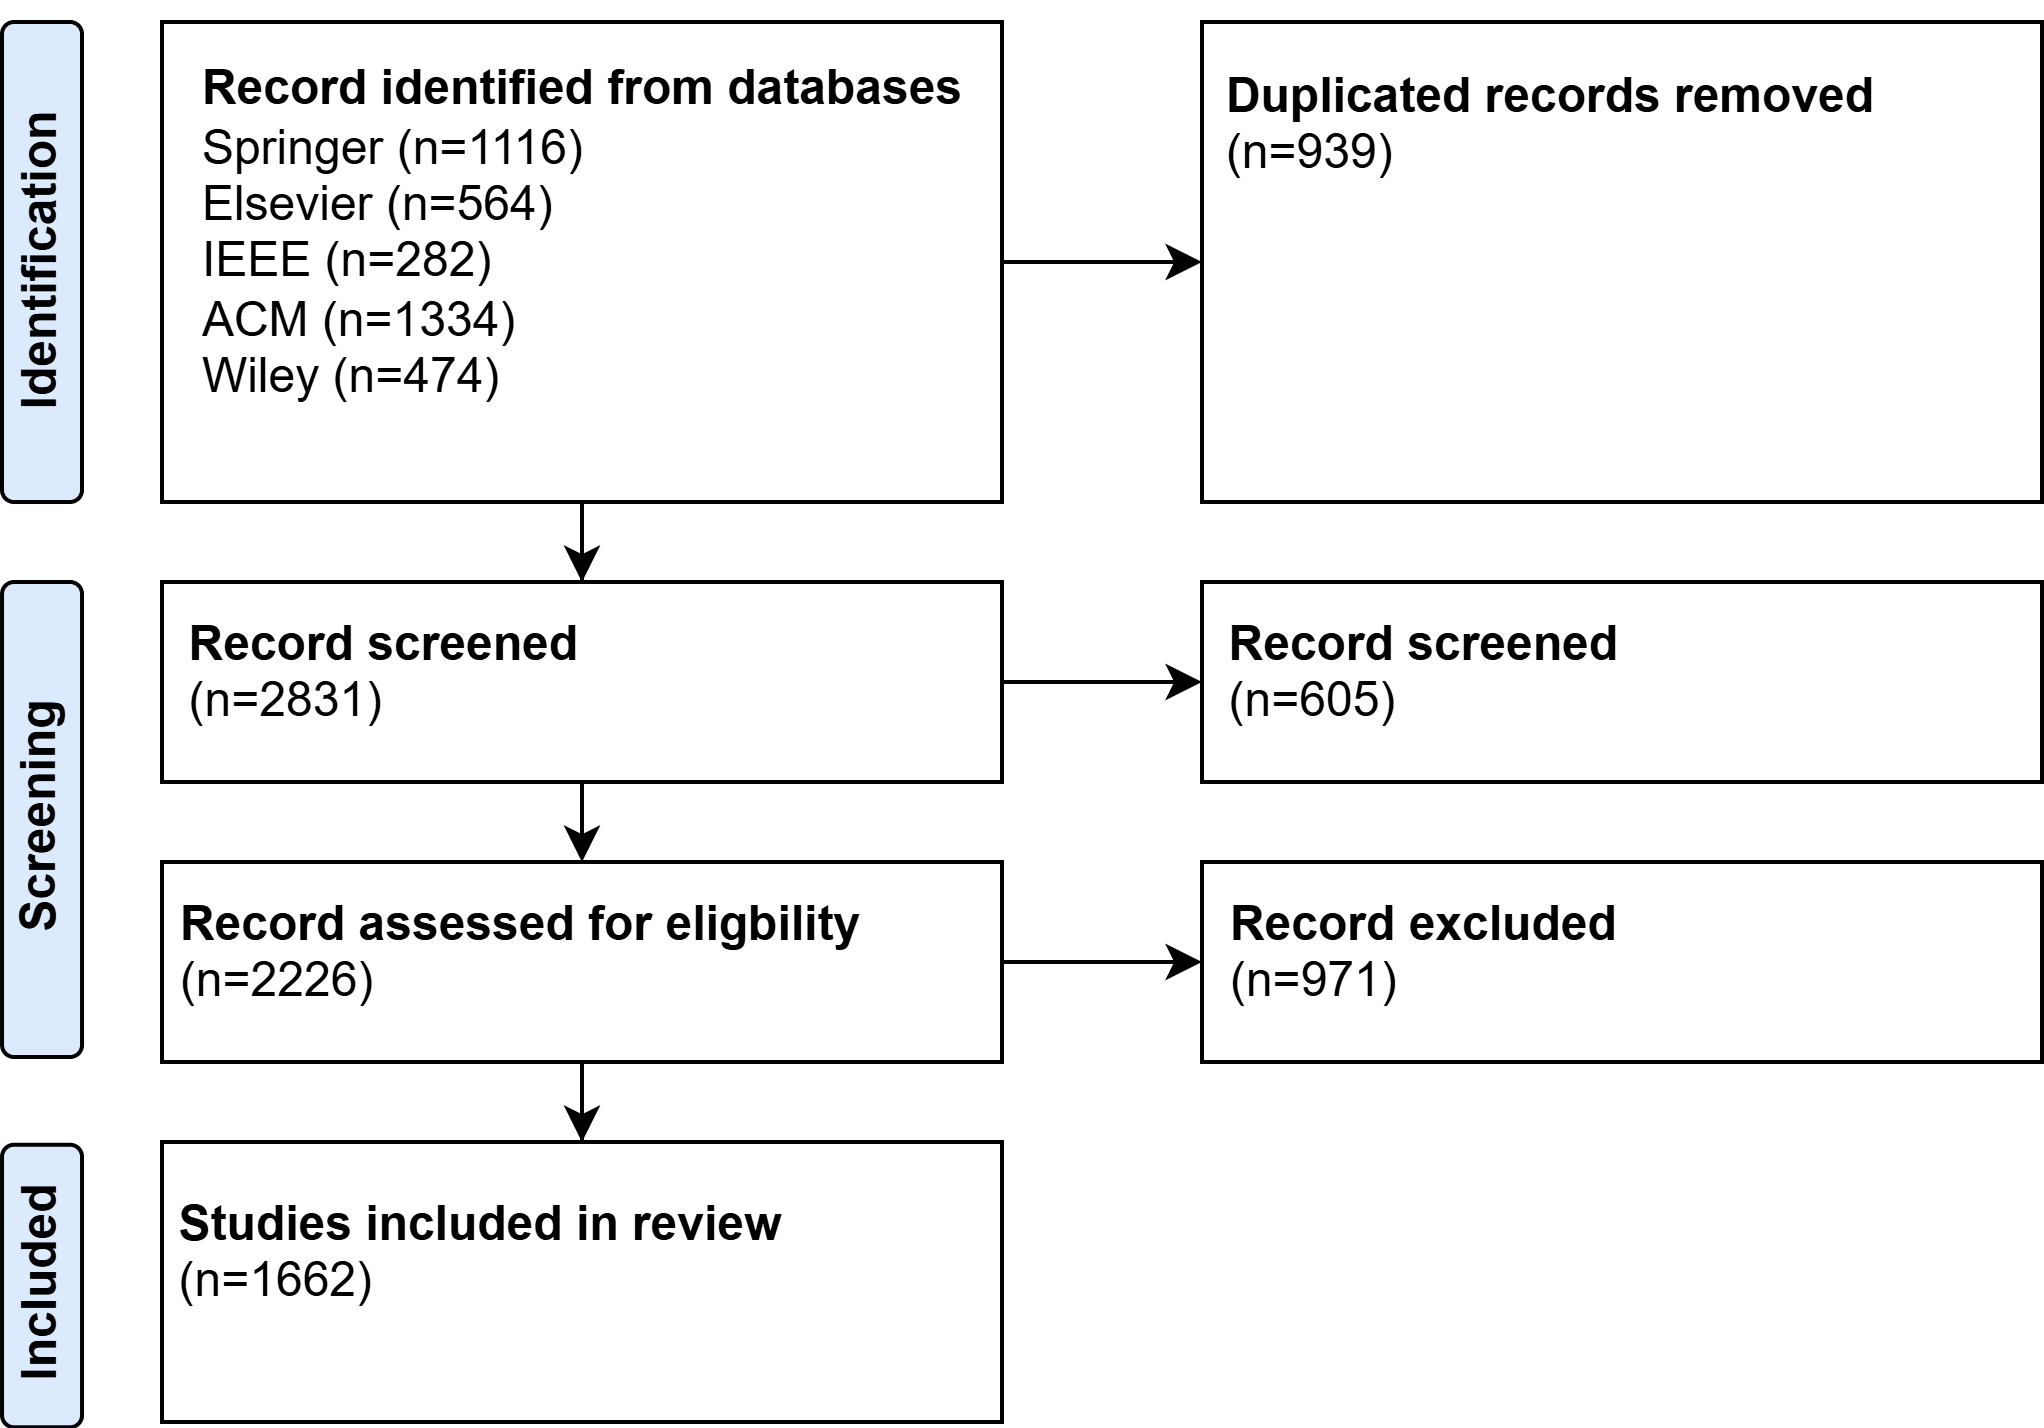 Identification
Record identified from databases
Springer (n=1116)
Elsevier (n=564)
IEEE (n=282)
ACM (n=1334)
Wiley (n=474)
Duplicated records removed
(n=939)
Screening
Record screened
(n=2831)
Record screened
(n=605)
Record assessed for eligbility
(n=2226)
Record excluded
(n=971)
Included
Studies included in review
(n=1662)